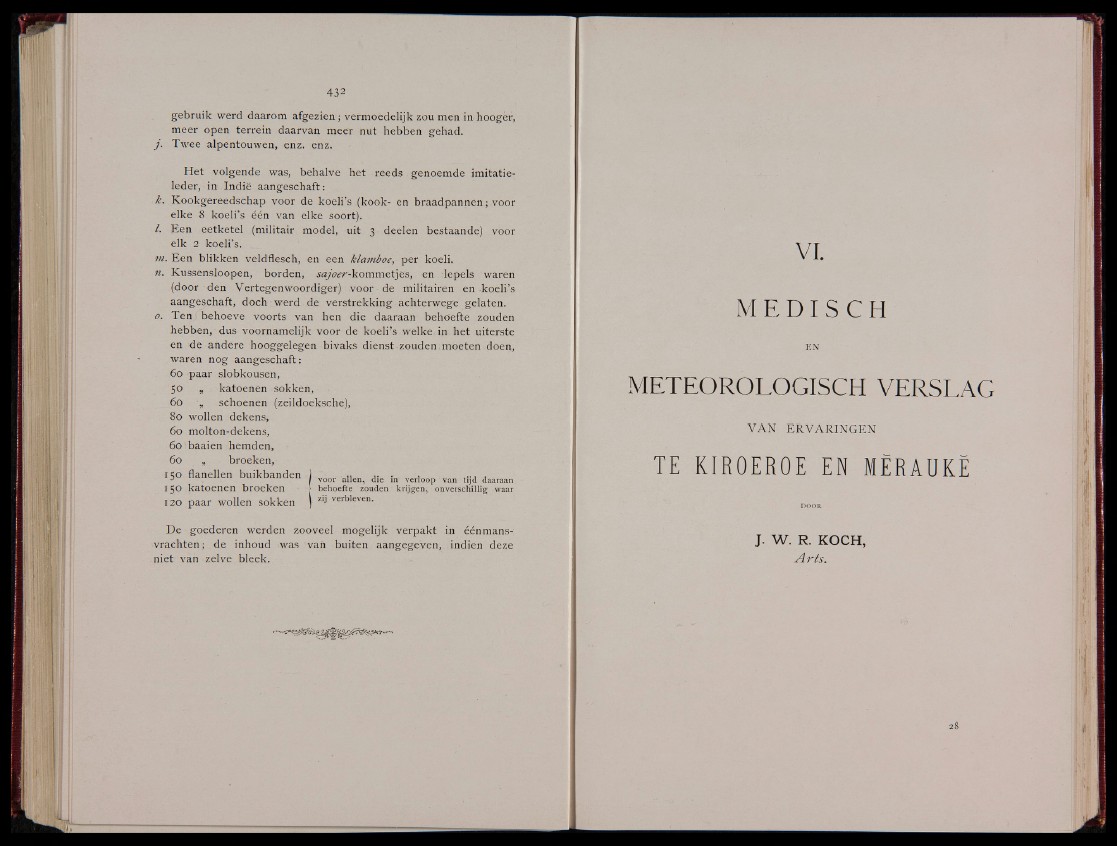 432
gebruik werd daarom afgezien; vermoedelijk zou men in hooger,
meer open terrein daarvan meer nut hebben gehad.
j. Twee alpentouwen, enz. enz.
Het volgende was, behalve het reeds genoemde imitatie-
leder, in Indië aangeschaft:
k. Kookgereedschap voor de koeli's (kook- en braadpannen; voor
elke 8 koeli's één van elke soort).
l. Een eetketel (militair model, uit 3 deelen bestaande) voor
elk 2 koeli's.
m. Een blikken veldflesch, en een klamboe, per koeli.
n. Kussensloopen, borden, sajoer-kommetjes, en lepels waren
(door den Vertegenwoordiger) voor de militairen en koeli's
aangeschaft, doch werd de verstrekking achterwege gelaten.
o. Ten behoeve voorts van hen die daaraan behoefte zouden
hebben, dus voornamelijk voor de koeli's welke in het uiterste
en de andere hooggelegen bivaks dienst zouden moeten doen,
waren nog aangeschaft:
60 paar slobkousen,
50 „ katoenen sokken,
60 „ schoenen (zeildoeksche),
80 wollen dekens,
60 molton-dekens,
60 baaien hemden,
60 „ broeken,
150 flanellen buikbanden
150 katoenen broeken
120 paar wollen sokken
voor allen, die in verloop van tijd daaraan
behoefte zouden krijgen, onverschillig waar
zij verbleven.
De goederen werden zooveel mogelijk verpakt in éénmans-
vrachten; de inhoud was van buiten aangegeven, indien deze
niet van zelve bleek.
VI.
MEDISCH
EN
METEOROLOGISCH VERSLAG
VAN ERVARINGEN
TE KIROEROE EN MĔRAUKĔ
DOOR
J. W. R. KOCH,
Arts.
28